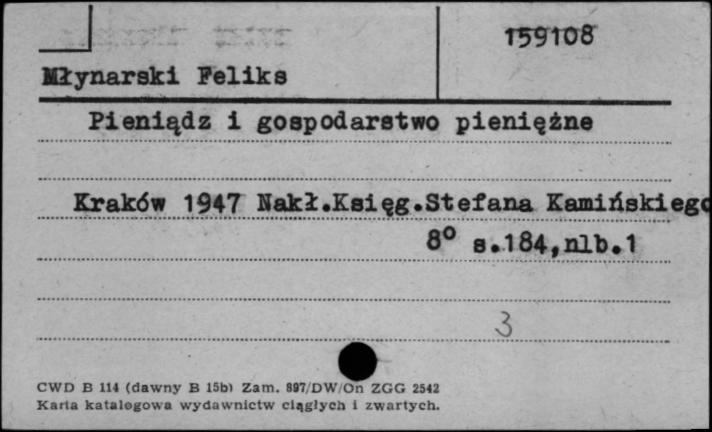 159108
Młynarski Feliks
Pieniądz i gospodarstwo pieniężne
Kraków 1947 Nakł.Księg.Stefana Kamińskiego
8° s.184,nlb.1
3
CWD B 114 (dawny B 15b) Zam. 897/DW/On ZGG 2542
Karta katalogowa wydawnictw ciągłych i zwartych.